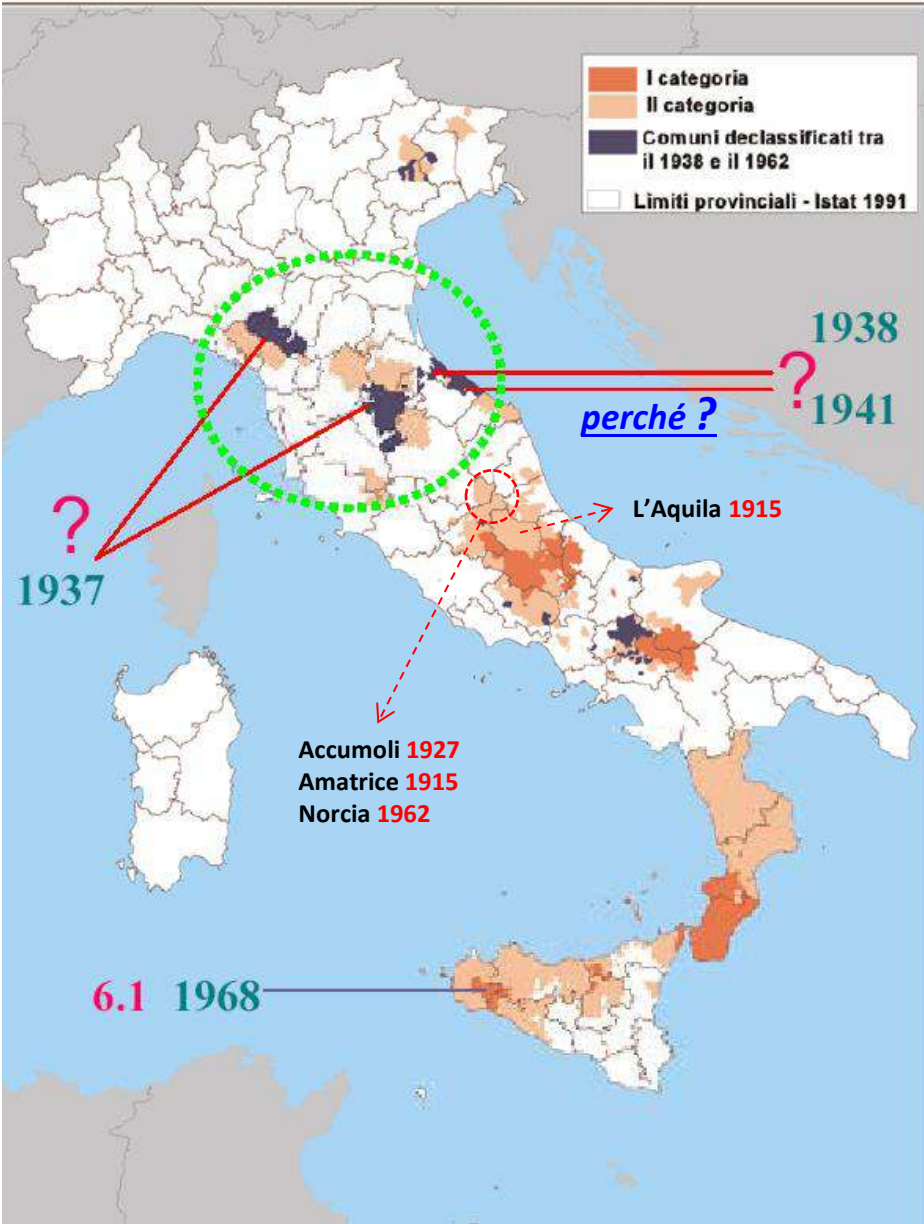 I categoria
II categoria
Comuni declassificati tra
il 1938 e il 1962
Limiti provinciali - Istat 1991
1938
?
1941
perché ?
L'Aquila 1915
?
1937
Accumoli 1927
Amatrice 1915
Norcia 1962
6.1 1968